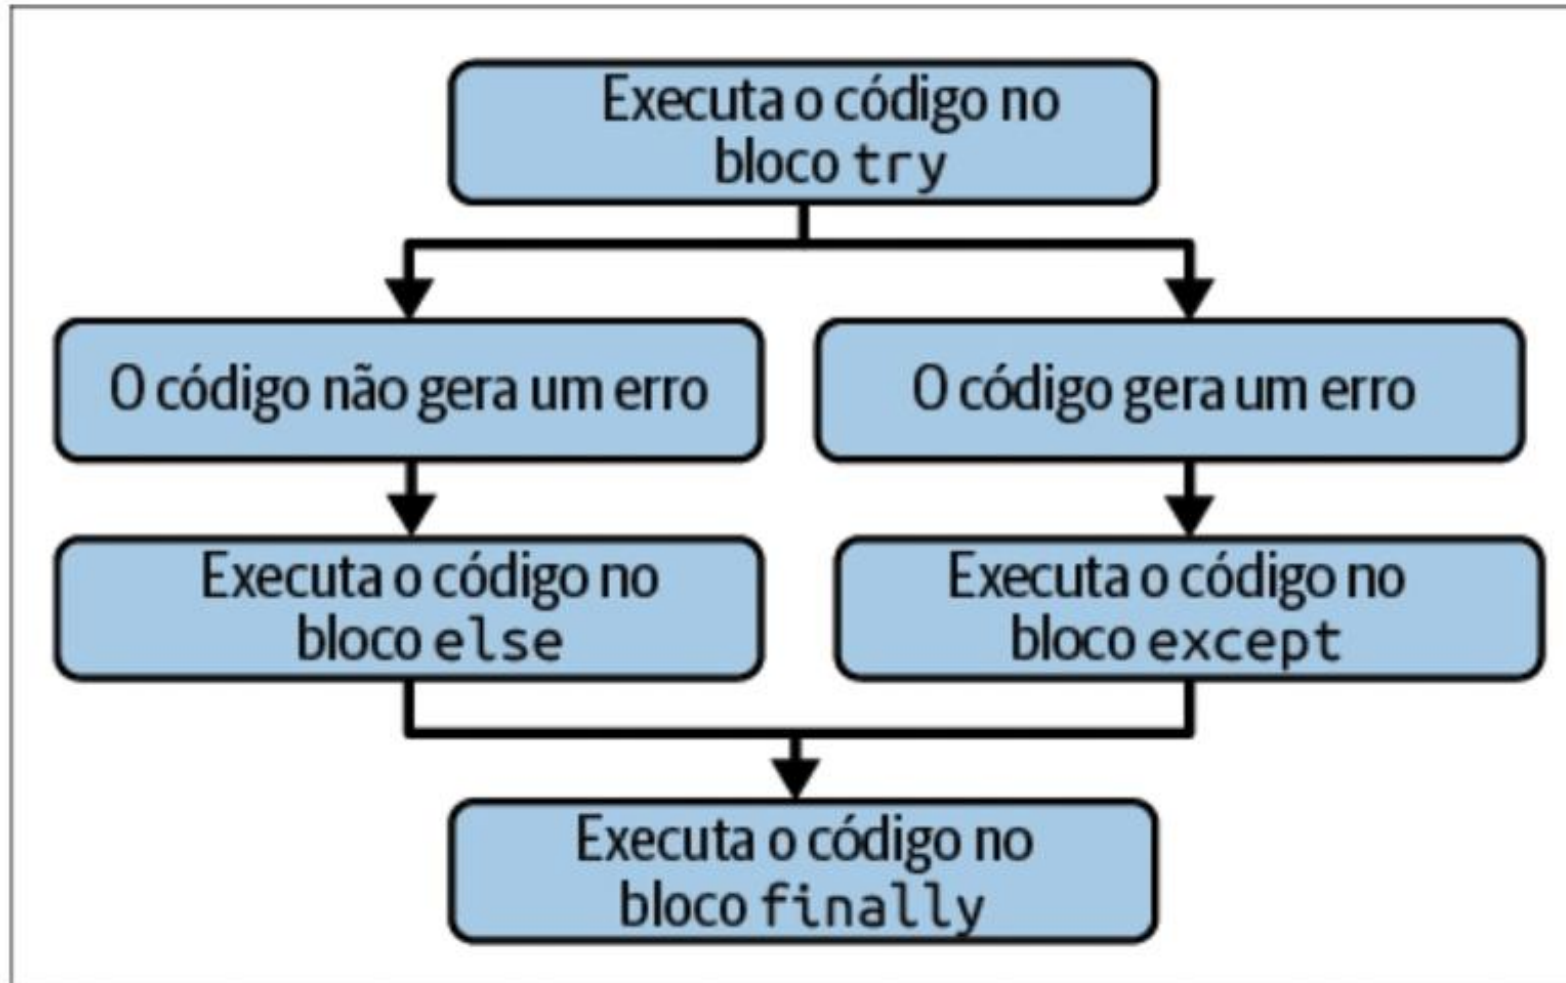 Executa o código no
bloco try
O código não gera um erro
O código gera um erro
Executa o código no
bloco else
Executa o código no
bloco except
Executa o código no
bloco finally